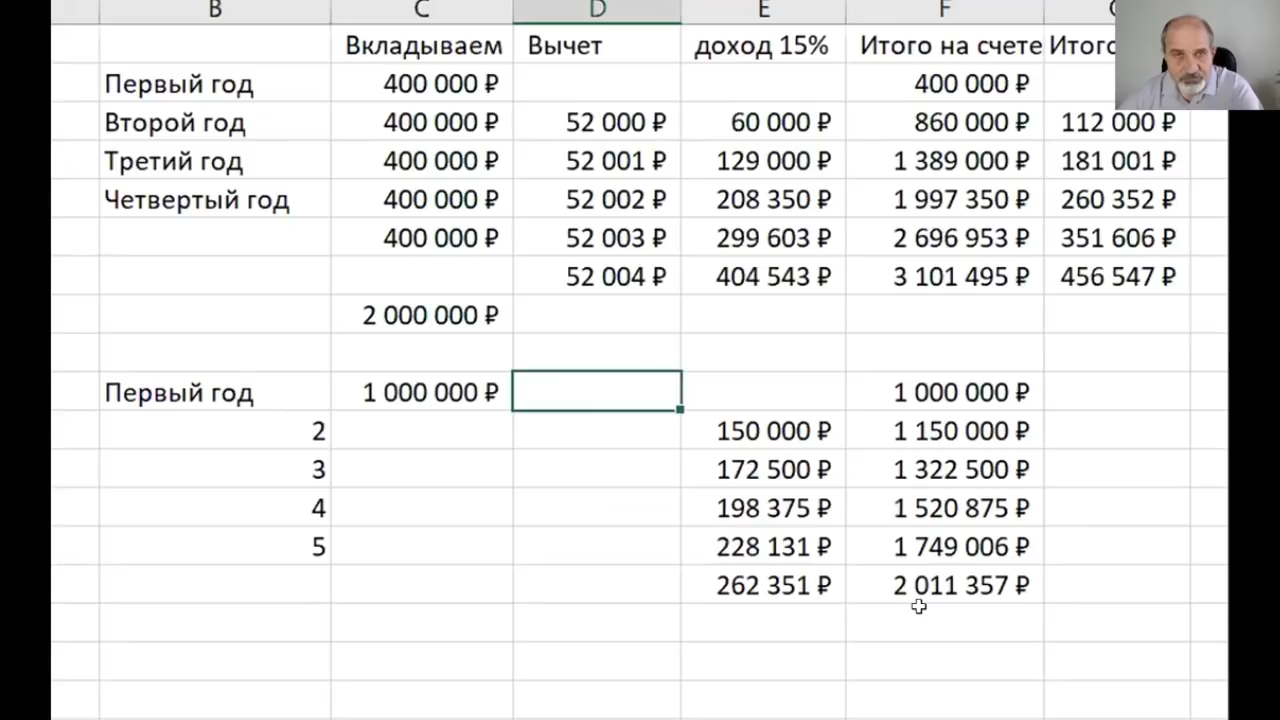 B C D E F
Вкладываем Вычет доход 15% Итого на счете Итого
Первый год 400 000 ₽ 400 000 ₽
Второй год 400 000 ₽ 52 000 ₽ 60 000 ₽ 860 000 ₽ 112 000 ₽
Третий год 400 000 ₽ 52 001 ₽ 129 000 ₽ 1 389 000 ₽ 181 001 ₽
Четвертый год 400 000 ₽ 52 002 ₽ 208 350 ₽ 1 997 350 ₽ 260 352 ₽
400 000 ₽ 52 003 ₽ 299 603 ₽ 2 696 953 ₽ 351 606 ₽
52 004 ₽ 404 543 ₽ 3 101 495 ₽ 456 547 ₽
2 000 000 ₽
Первый год 1 000 000 ₽ 1 000 000 ₽
2 150 000 ₽ 1 150 000 ₽
3 172 500 ₽ 1 322 500 ₽
4 198 375 ₽ 1 520 875 ₽
5 228 131 ₽ 1 749 006 ₽
262 351 ₽ 2 011 357 ₽